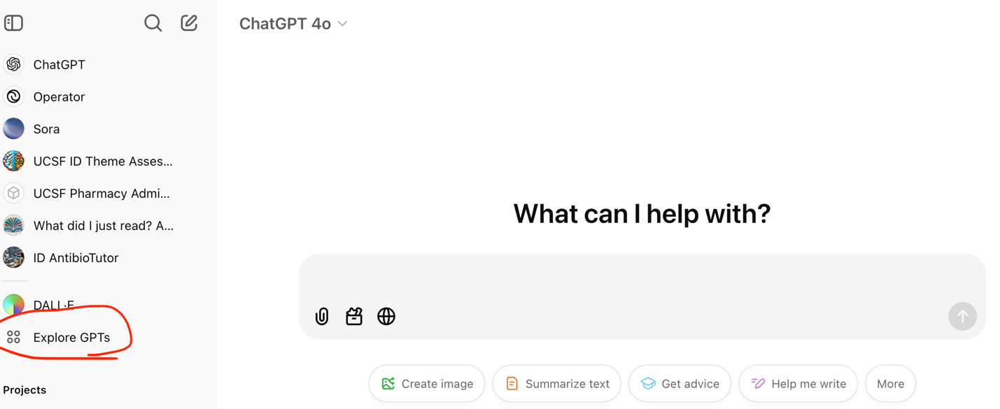 ChatGPT 4o
ChatGPT
Operator
Sora
UCSF ID Theme Asses...
UCSF Pharmacy Admi...
What did I just read? A...
ID AntibioTutor
DALL·E
Explore GPTs
Projects
What can I help with?
Create image
Summarize text
Get advice
Help me write
More